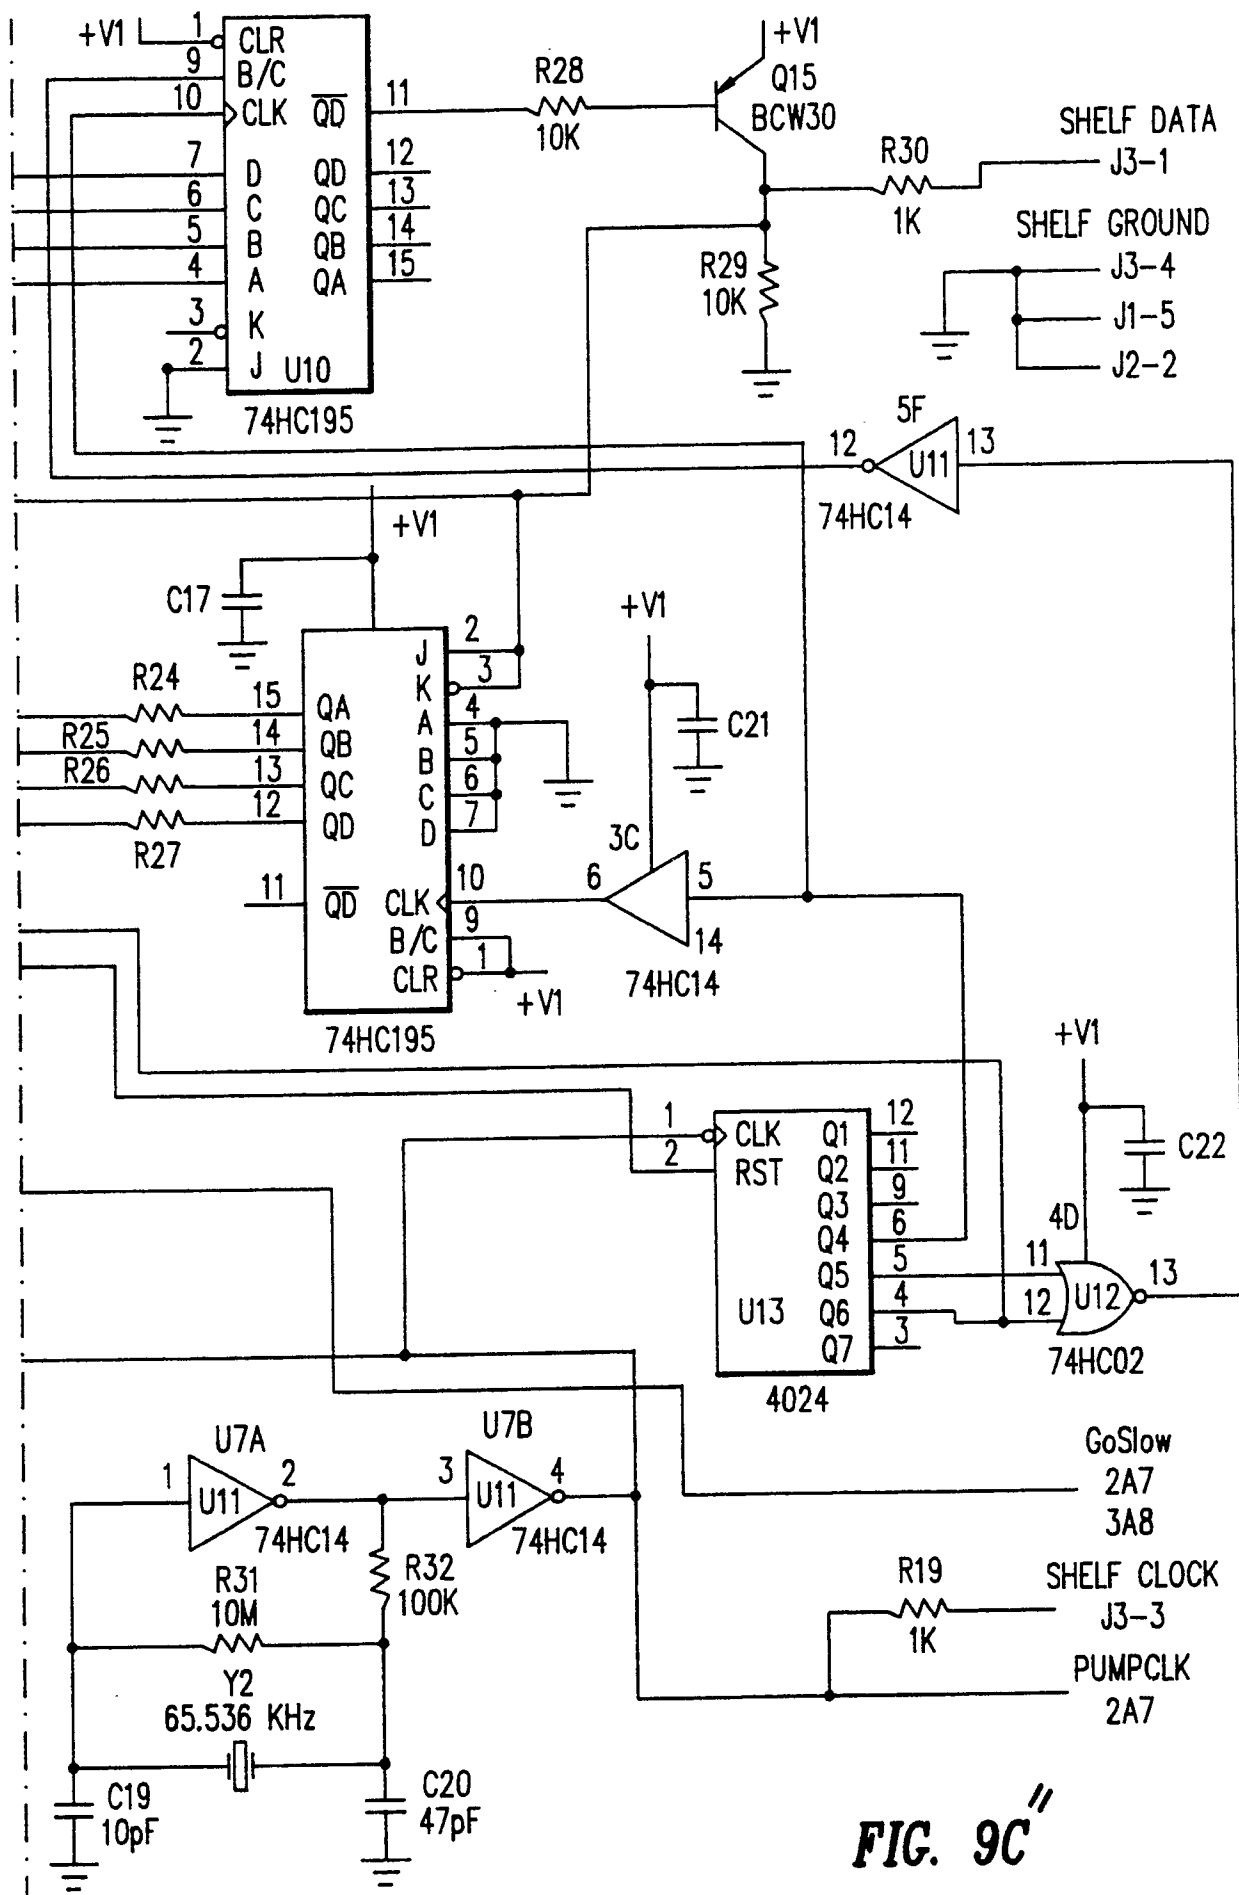 +V1
1
CLR
9
B/C
10
CLK
QD
11
R28
10K
+V1
Q15
BCW30
SHELF DATA
J3-1
R30
1K
7
D
QD
12
6
C
QC
13
5
B
QB
14
4
A
QA
15
3
K
2
J
U10
74HC195
SHELF GROUND
J3-4
J1-5
J2-2
R29
10K
5F
12
U11
13
74HC14
+V1
C17
+V1
C21
2
J
3
K
R24
15
QA
4
A
R25
14
QB
5
B
R26
13
QC
6
C
12
QD
7
D
R27
3C
6
5
14
74HC14
11
QD
10
CLK
9
B/C
1
CLR
+V1
74HC195
+V1
C22
1
CLK
Q1
12
2
RST
Q2
11
Q3
9
Q4
6
Q5
5
U13
Q6
4
Q7
3
4024
4D
11
12
U12
13
74HC02
GoSlow
2A7
3A8
U7A
1
U11
2
74HC14
U7B
3
U11
4
74HC14
R32
100K
R31
10M
Y2
65.536 KHz
R19
1K
SHELF CLOCK
J3-3
PUMPCLK
2A7
C19
10pF
C20
47pF
FIG. 9C"